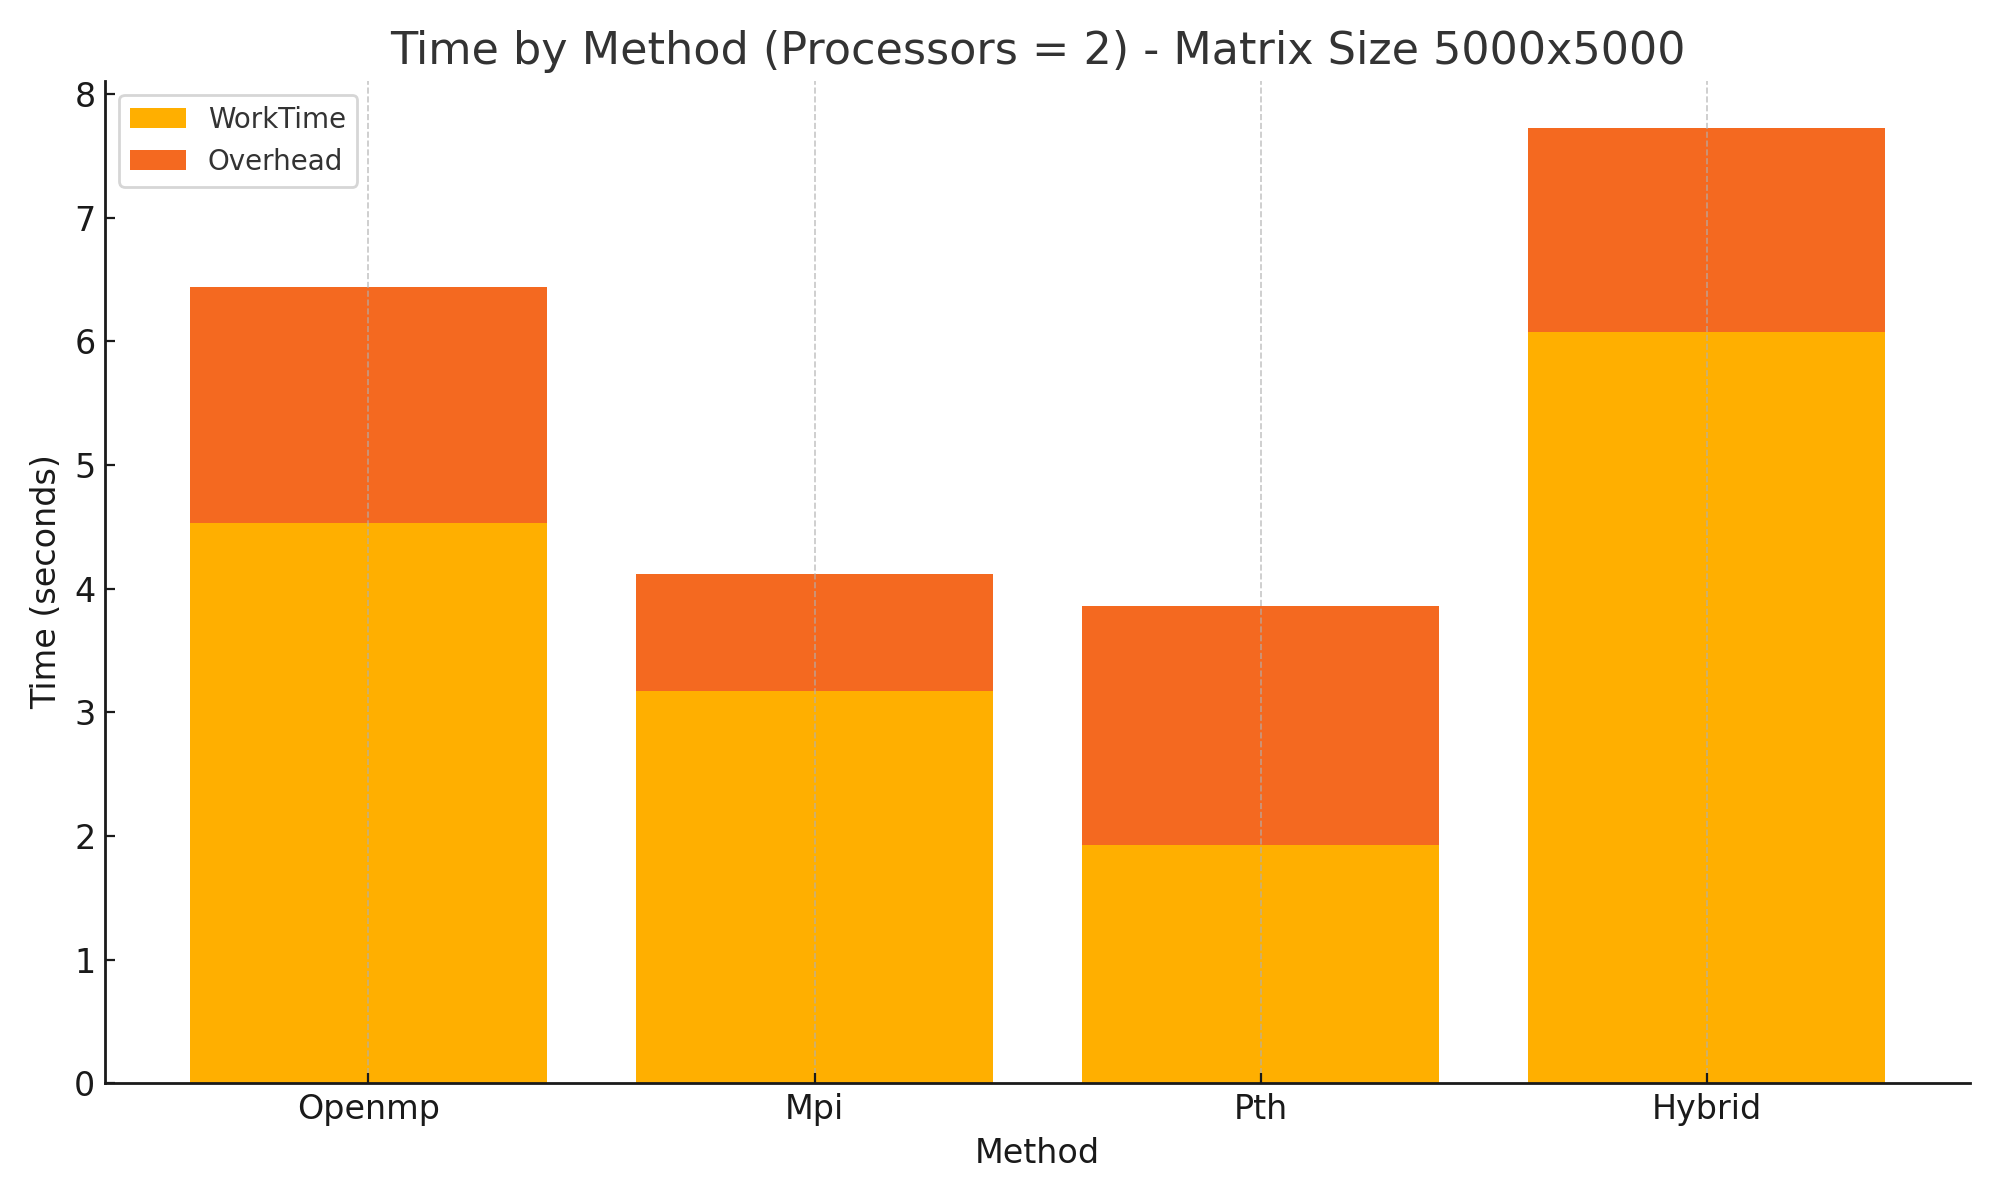 Time by Method (Processors = 2) - Matrix Size 5000x5000
WorkTime
Overhead
Time (seconds)
8
7
6
5
4
3
2
1
0
Openmp
Mpi
Pth
Hybrid
Method